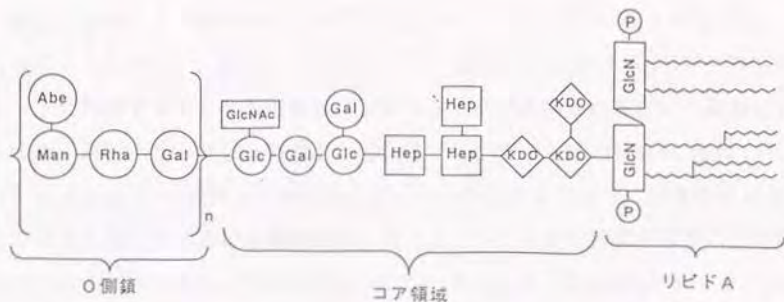 P
GlcN
Abe
GlcNAc
Gal
Hep
KDO
Man Rha Gal
Glc Gal Glc
Hep Hep
KDO KDO
GlcN
P
n
O側鎖
コア領域
リピドA